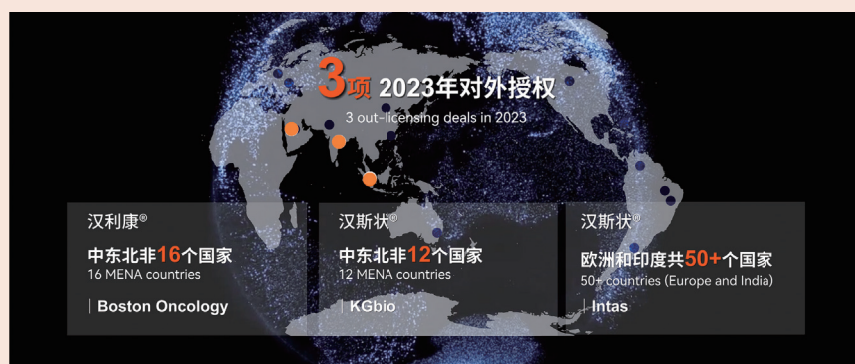 3项 2023年对外授权
3 out-licensing deals in 2023
汉利康®
中东北非16个国家
16 MENA countries
| Boston Oncology
汉斯状®
中东北非12个国家
12 MENA countries
| KGbio
汉斯状®
欧洲和印度共50+个国家
50+ countries (Europe and India)
| Intas